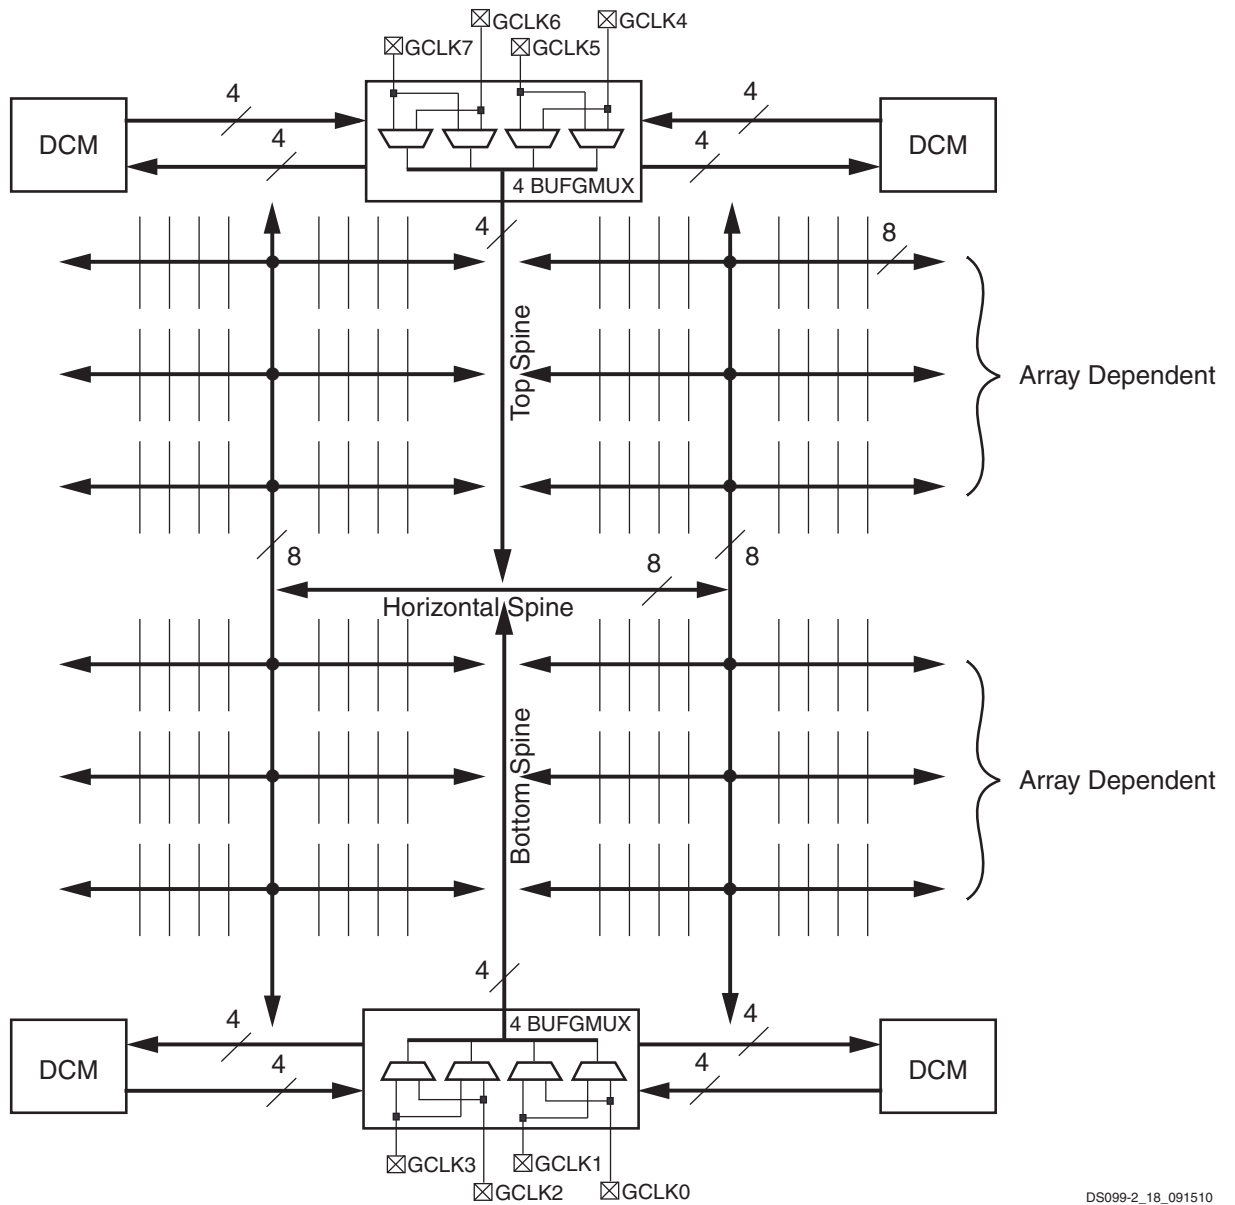 GCLK6
GCLK4
GCLK7
GCLK5
4
4
DCM
DCM
4
4
4 BUFGMUX
4
8
Top Spine
Array Dependent
8
8
8
Horizontal Spine
Bottom Spine
Array Dependent
4
4
4 BUFGMUX
4
DCM
DCM
4
4
GCLK3
GCLK1
GCLK2
GCLK0
DS099-2_18_091510